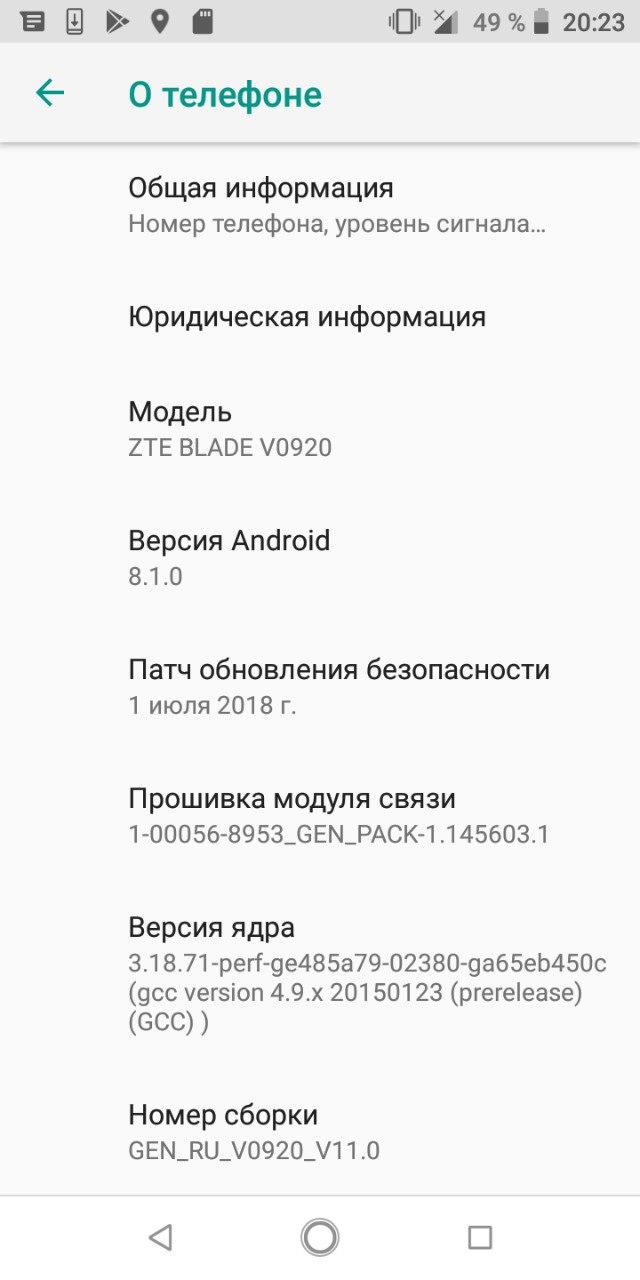 49 % 20:23
О телефоне
Общая информация
Номер телефона, уровень сигнала…
Юридическая информация
Модель
ZTE BLADE V0920
Версия Android
8.1.0
Патч обновления безопасности
1 июля 2018 г.
Прошивка модуля связи
1-00056-8953_GEN_PACK-1.145603.1
Версия ядра
3.18.71-perf-ge485a79-02380-ga65eb450c
(gcc version 4.9.x 20150123 (prerelease)
(GCC) )
Номер сборки
GEN_RU_V0920_V11.0